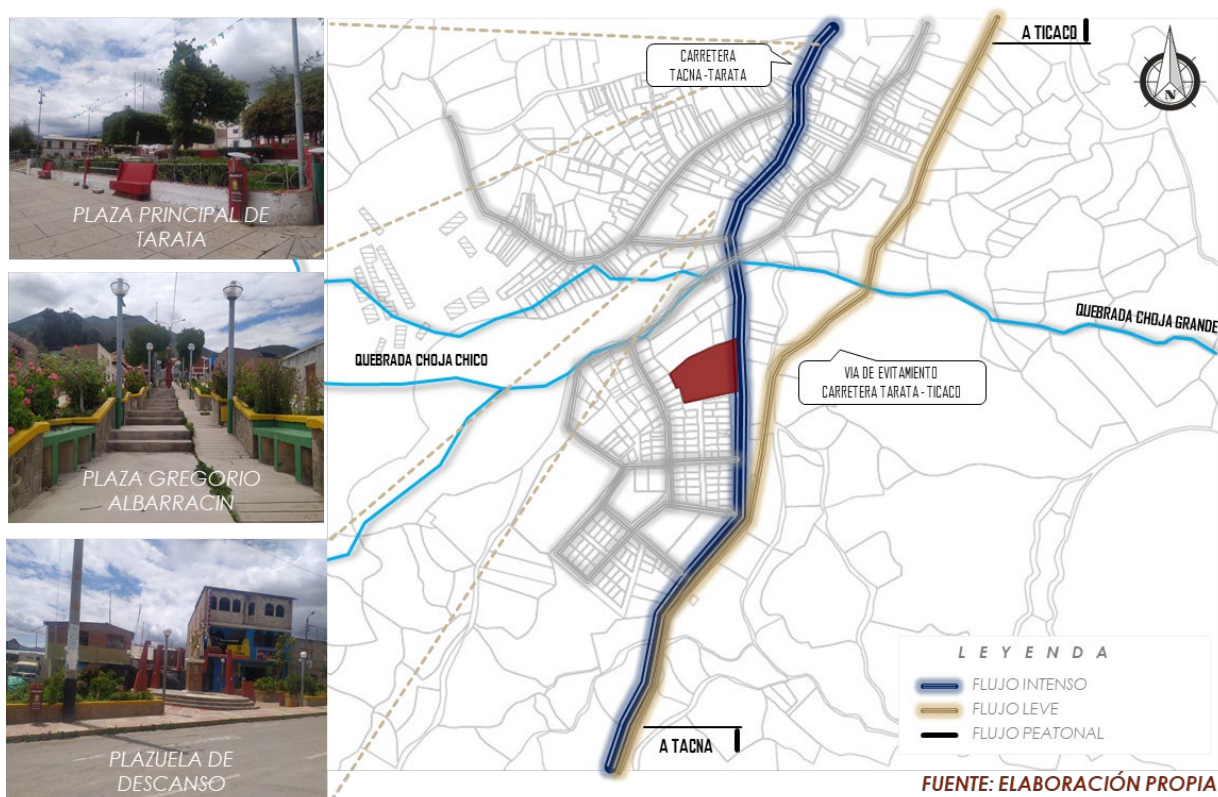 PLAZA PRINCIPAL DE
TARATA
PLAZA GREGORIO
ALBARRACIN
PLAZUELA DE
DESCANSO
CARRETERA
TACNA -TARATA
A TICACO
N
QUEBRADA CHOJA GRANDE
QUEBRADA CHOJA CHICO
VIA DE EVITAMIENTO
CARRETERA TARATA - TICACO
A TACNA
LEYENDA
FLUJO INTENSO
FLUJO LEVE
FLUJO PEATONAL
FUENTE: ELABORACIÓN PROPIA